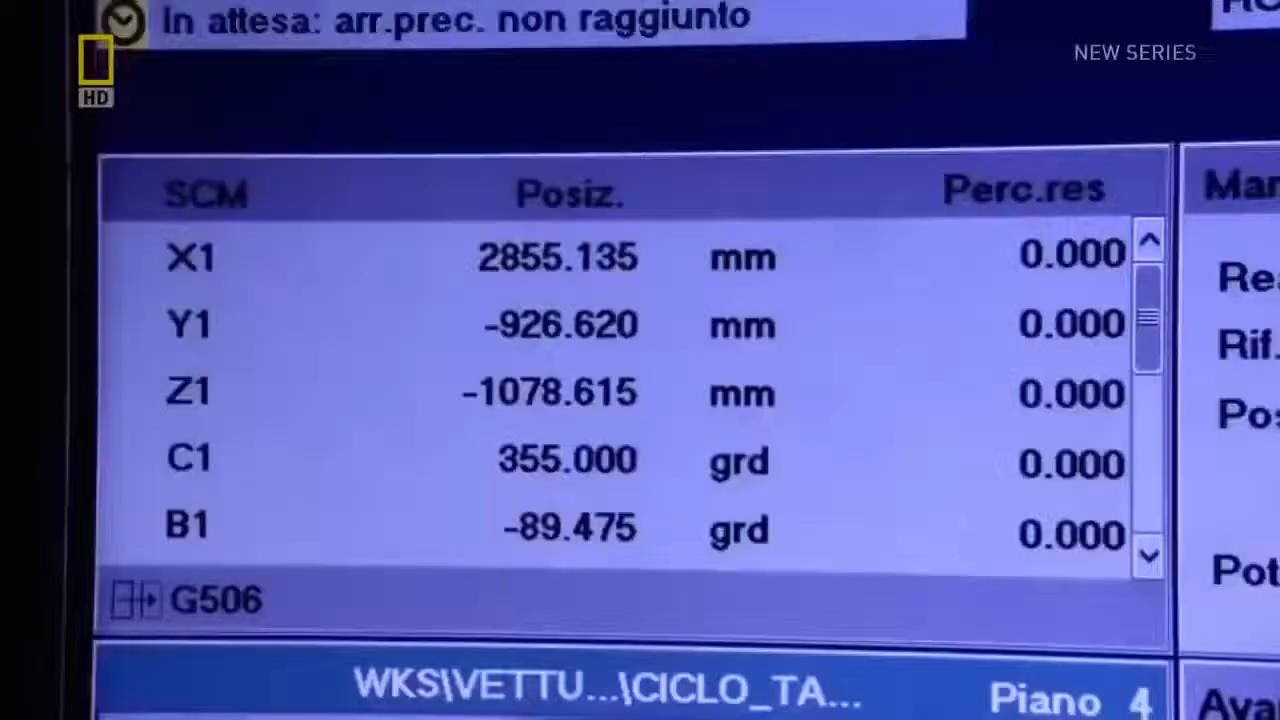 In attesa: arr.prec. non raggiunto
HD
NEW SERIES
SCM Posiz. Perc.res
X1 2855.135 mm 0.000
Y1 -926.620 mm 0.000
Z1 -1078.615 mm 0.000
C1 355.000 grd 0.000
B1 -89.475 grd 0.000
G506
WKS\VETTU...\CICLO_TA... Piano 4
Rif.